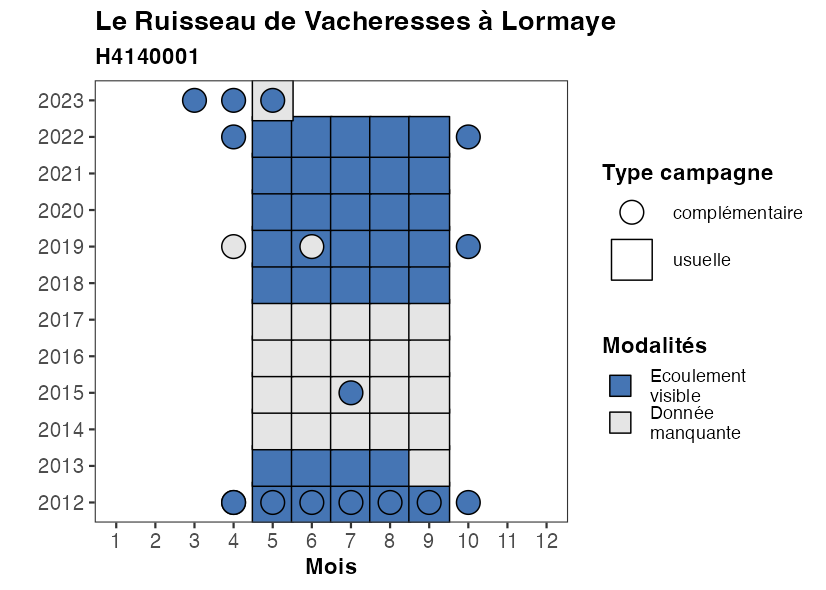 Le Ruisseau de Vacheresses à Lormaye
H4140001
2023
2022
2021
2020
2019
2018
2017
2016
2015
2014
2013
2012
1 2 3 4 5 6 7 8 9 10 11 12
Mois
Type campagne
complémentaire
usuelle
Modalités
Ecoulement
visible
Donnée
manquante